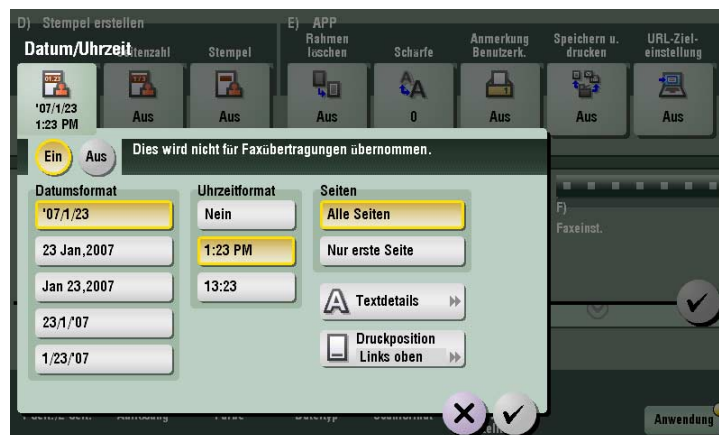 D) Stempel erstellen
E) APP
Datum/Uhrzeit
Stempel
Rahmen
löschen
Schärfe
Anmerkung
Benutzerk.
Speichern u.
drucken
URL-Ziel-
einstellung
'07/1/23
1:23 PM
Aus
Aus
Aus
0
Aus
Aus
Aus
Ein
Aus
Dies wird nicht für Faxübertragungen übernommen.
Datumsformat
'07/1/23
23 Jan,2007
Jan 23,2007
23/1/'07
1/23/'07
Uhrzeitformat
Nein
1:23 PM
13:23
Seiten
Alle Seiten
Nur erste Seite
Textdetails
Druckposition
Links oben
F)
Faxeinst.
Anwendung